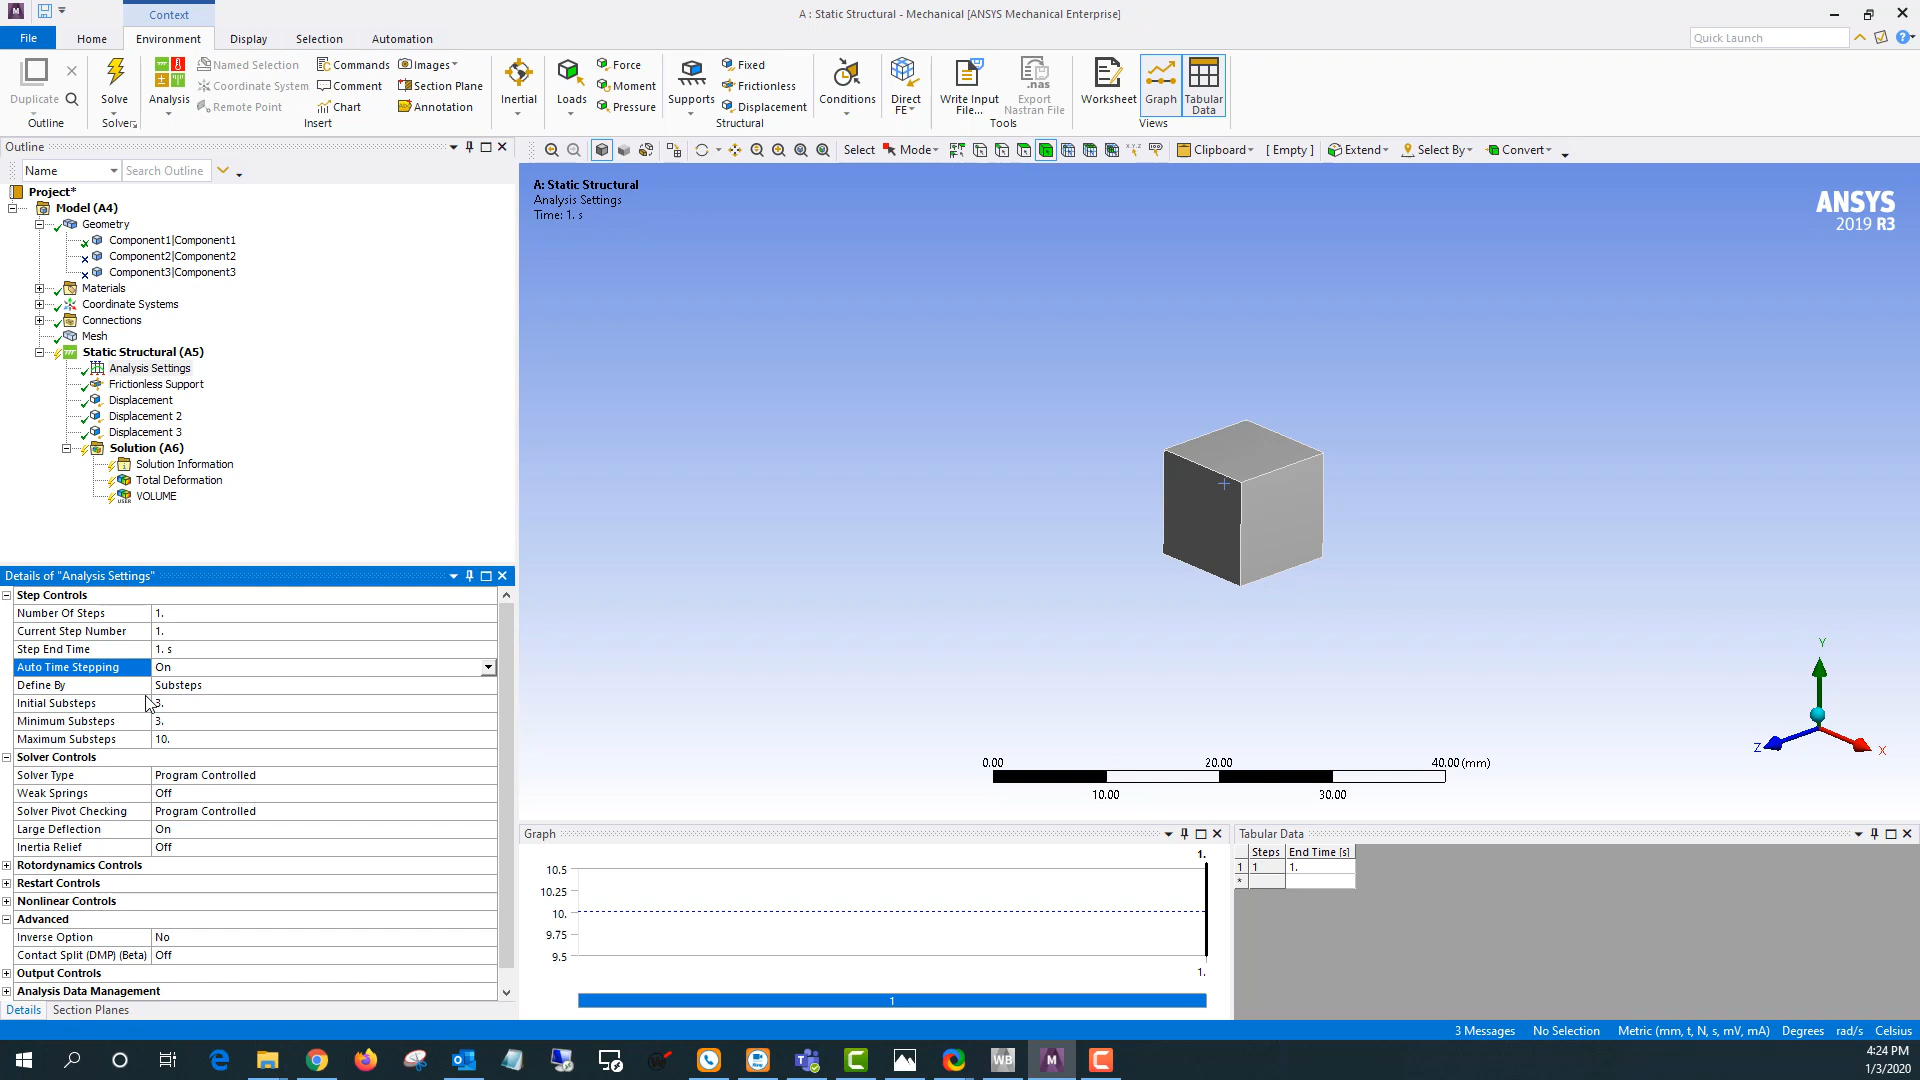 Context
A : Static Structural - Mechanical [ANSYS Mechanical Enterprise]
File
Home
Environment
Display
Selection
Automation
Quick Launch
Duplicate
Outline
Solve
Solver
Analysis
Named Selection
Coordinate System
Remote Point
Commands
Comment
Chart
Images
Section Plane
Annotation
Insert
Inertial
Loads
Force
Moment
Pressure
Supports
Fixed
Frictionless
Displacement
Structural
Conditions
Direct FE
Write Input File...
Export Nastran File
.nas
Tools
Worksheet
Graph
Tabular Data
Views
Outline
Name
Search Outline
Select
Mode
Clipboard
[ Empty ]
Extend
Select By
Convert
Project*
Model (A4)
Geometry
Component1|Component1
Component2|Component2
Component3|Component3
Materials
Coordinate Systems
Connections
Mesh
Static Structural (A5)
Analysis Settings
Frictionless Support
Displacement
Displacement 2
Displacement 3
Solution (A6)
Solution Information
Total Deformation
VOLUME
A: Static Structural
Analysis Settings
Time: 1. s
ANSYS
2019 R3
Y
Z
X
0.00
20.00
40.00 (mm)
10.00
30.00
Details of "Analysis Settings"
Step Controls
Number Of Steps 1.
Current Step Number 1.
Step End Time 1. s
Auto Time Stepping On
Define By Substeps
Initial Substeps 3.
Minimum Substeps 3.
Maximum Substeps 10.
Solver Controls
Solver Type Program Controlled
Weak Springs Off
Solver Pivot Checking Program Controlled
Large Deflection On
Inertia Relief Off
Rotordynamics Controls
Restart Controls
Nonlinear Controls
Advanced
Inverse Option No
Contact Split (DMP) (Beta) Off
Output Controls
Analysis Data Management
Details
Section Planes
Graph
1.
10.5
10.25
10.
9.75
9.5
1.
1
Tabular Data
Steps End Time [s]
1 1 1.
*
3 Messages
No Selection
Metric (mm, t, N, s, mV, mA)
Degrees
rad/s
Celsius
WB
M
4:24 PM
1/3/2020